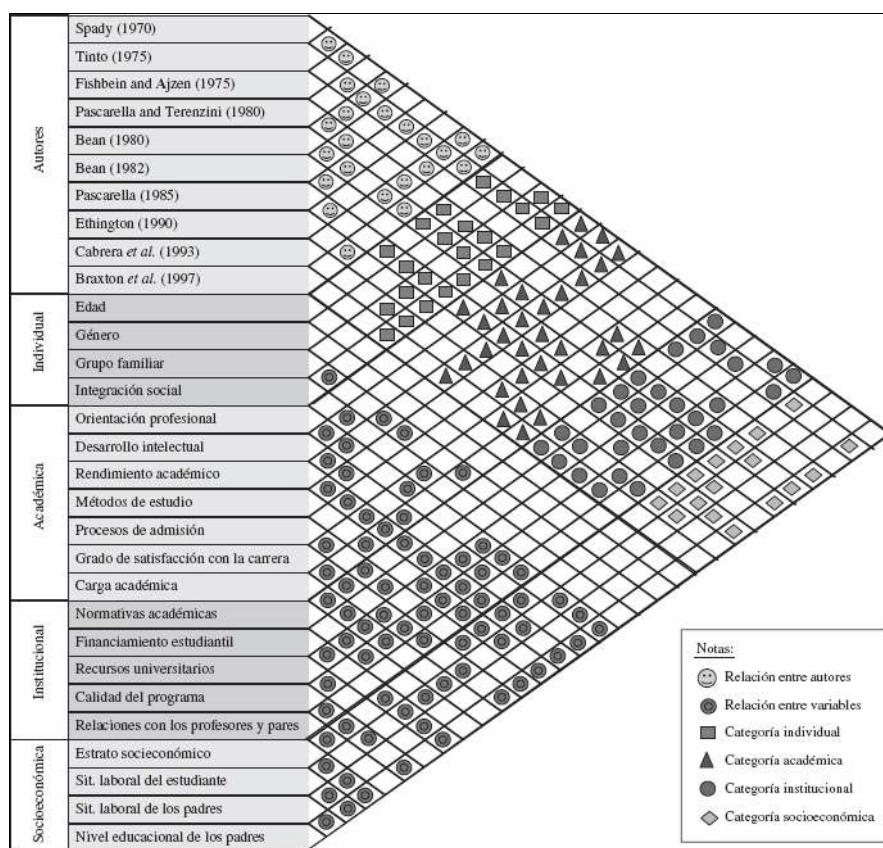 Autores
Spady (1970)
Tinto (1975)
Fishbein and Ajzen (1975)
Pascarella and Terenzini (1980)
Bean (1980)
Bean (1982)
Pascarella (1985)
Ethington (1990)
Cabrera et al. (1993)
Braxton et al. (1997)
Individual
Edad
Género
Grupo familiar
Integración social
Académica
Orientación profesional
Desarrollo intelectual
Rendimiento académico
Métodos de estudio
Procesos de admisión
Grado de satisfacción con la carrera
Carga académica
Institucional
Normativas académicas
Financiamiento estudiantil
Recursos universitarios
Calidad del programa
Relaciones con los profesores y pares
Socioeconómica
Estrato socioeconómico
Sit. laboral del estudiante
Sit. laboral de los padres
Nivel educacional de los padres
Notas:
Relación entre autores
Relación entre variables
Categoría individual
Categoría académica
Categoría institucional
Categoría socioeconómica